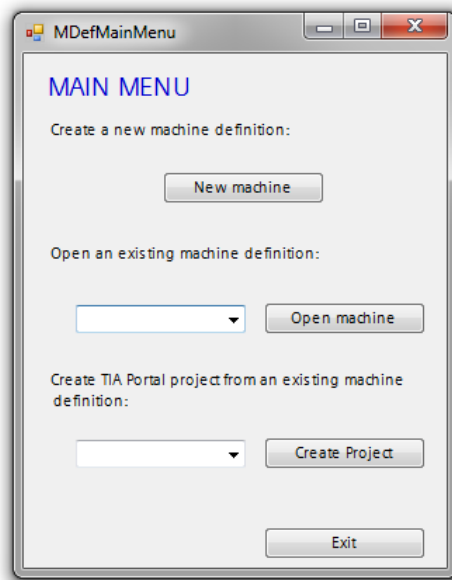 MDefMainMenu
MAIN MENU
Create a new machine definition:
New machine
Open an existing machine definition:
Open machine
Create TIA Portal project from an existing machine
definition:
Create Project
Exit